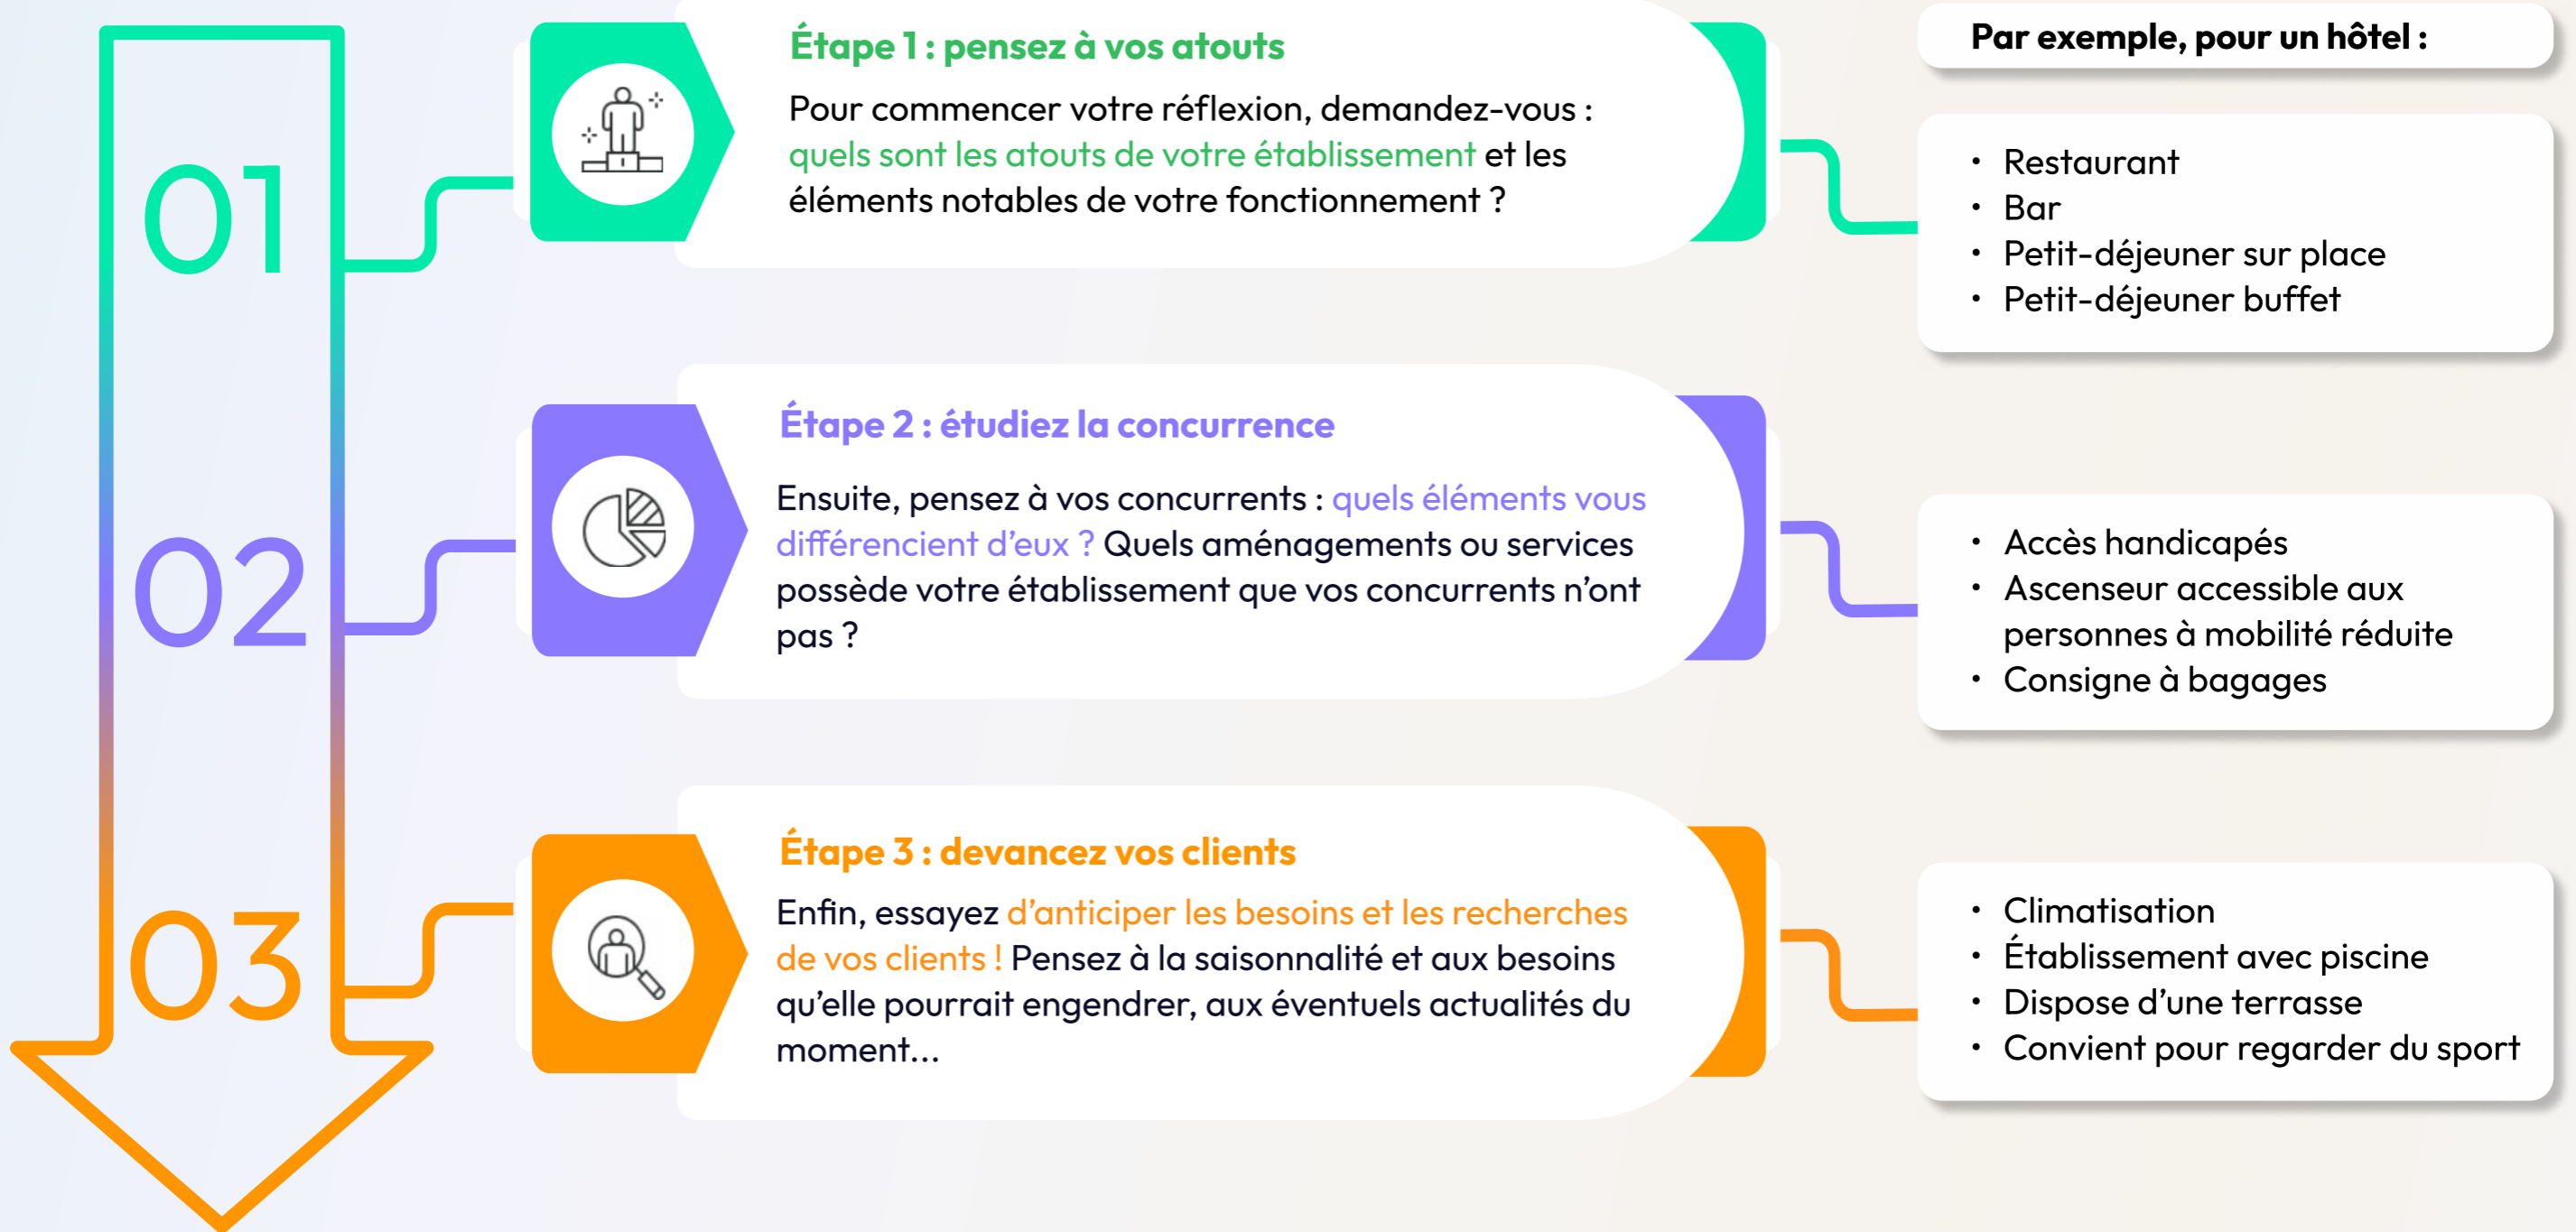 01
Étape 1 : pensez à vos atouts
Pour commencer votre réflexion, demandez-vous :
quels sont les atouts de votre établissement et les
éléments notables de votre fonctionnement ?
Par exemple, pour un hôtel :
• Restaurant
• Bar
• Petit-déjeuner sur place
• Petit-déjeuner buffet
02
Étape 2 : étudiez la concurrence
Ensuite, pensez à vos concurrents : quels éléments vous
différencient d’eux ? Quels aménagements ou services
possède votre établissement que vos concurrents n’ont
pas ?
• Accès handicapés
• Ascenseur accessible aux
personnes à mobilité réduite
• Consigne à bagages
03
Étape 3 : devancez vos clients
Enfin, essayez d’anticiper les besoins et les recherches
de vos clients ! Pensez à la saisonnalité et aux besoins
qu’elle pourrait engendrer, aux éventuels actualités du
moment...
• Climatisation
• Établissement avec piscine
• Dispose d’une terrasse
• Convient pour regarder du sport